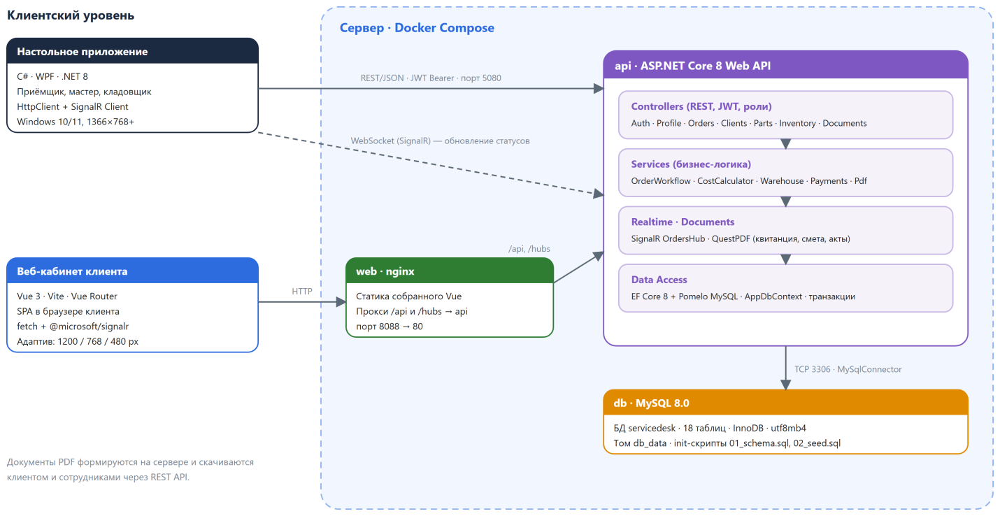 Клиентский уровень
Настольное приложение
C# · WPF · .NET 8
Приёмщик, мастер, кладовщик
HttpClient + SignalR Client
Windows 10/11, 1366×768+
Веб-кабинет клиента
Vue 3 · Vite · Vue Router
SPA в браузере клиента
fetch + @microsoft/signalr
Адаптив: 1200 / 768 / 480 px
Документы PDF формируются на сервере и скачиваются
клиентом и сотрудниками через REST API.
Сервер · Docker Compose
REST/JSON · JWT Bearer · порт 5080
WebSocket (SignalR) — обновление статусов
HTTP
/api, /hubs
web · nginx
Статика собранного Vue
Прокси /api и /hubs → api
порт 8088 → 80
api · ASP.NET Core 8 Web API
Controllers (REST, JWT, роли)
Auth · Profile · Orders · Clients · Parts · Inventory · Documents
Services (бизнес-логика)
OrderWorkflow · CostCalculator · Warehouse · Payments · Pdf
Realtime · Documents
SignalR OrdersHub · QuestPDF (квитанция, смета, акты)
Data Access
EF Core 8 + Pomelo MySQL · AppDbContext · транзакции
TCP 3306 · MySqlConnector
db · MySQL 8.0
БД servicedesk · 18 таблиц · InnoDB · utf8mb4
Том db_data · init-скрипты 01_schema.sql, 02_seed.sql